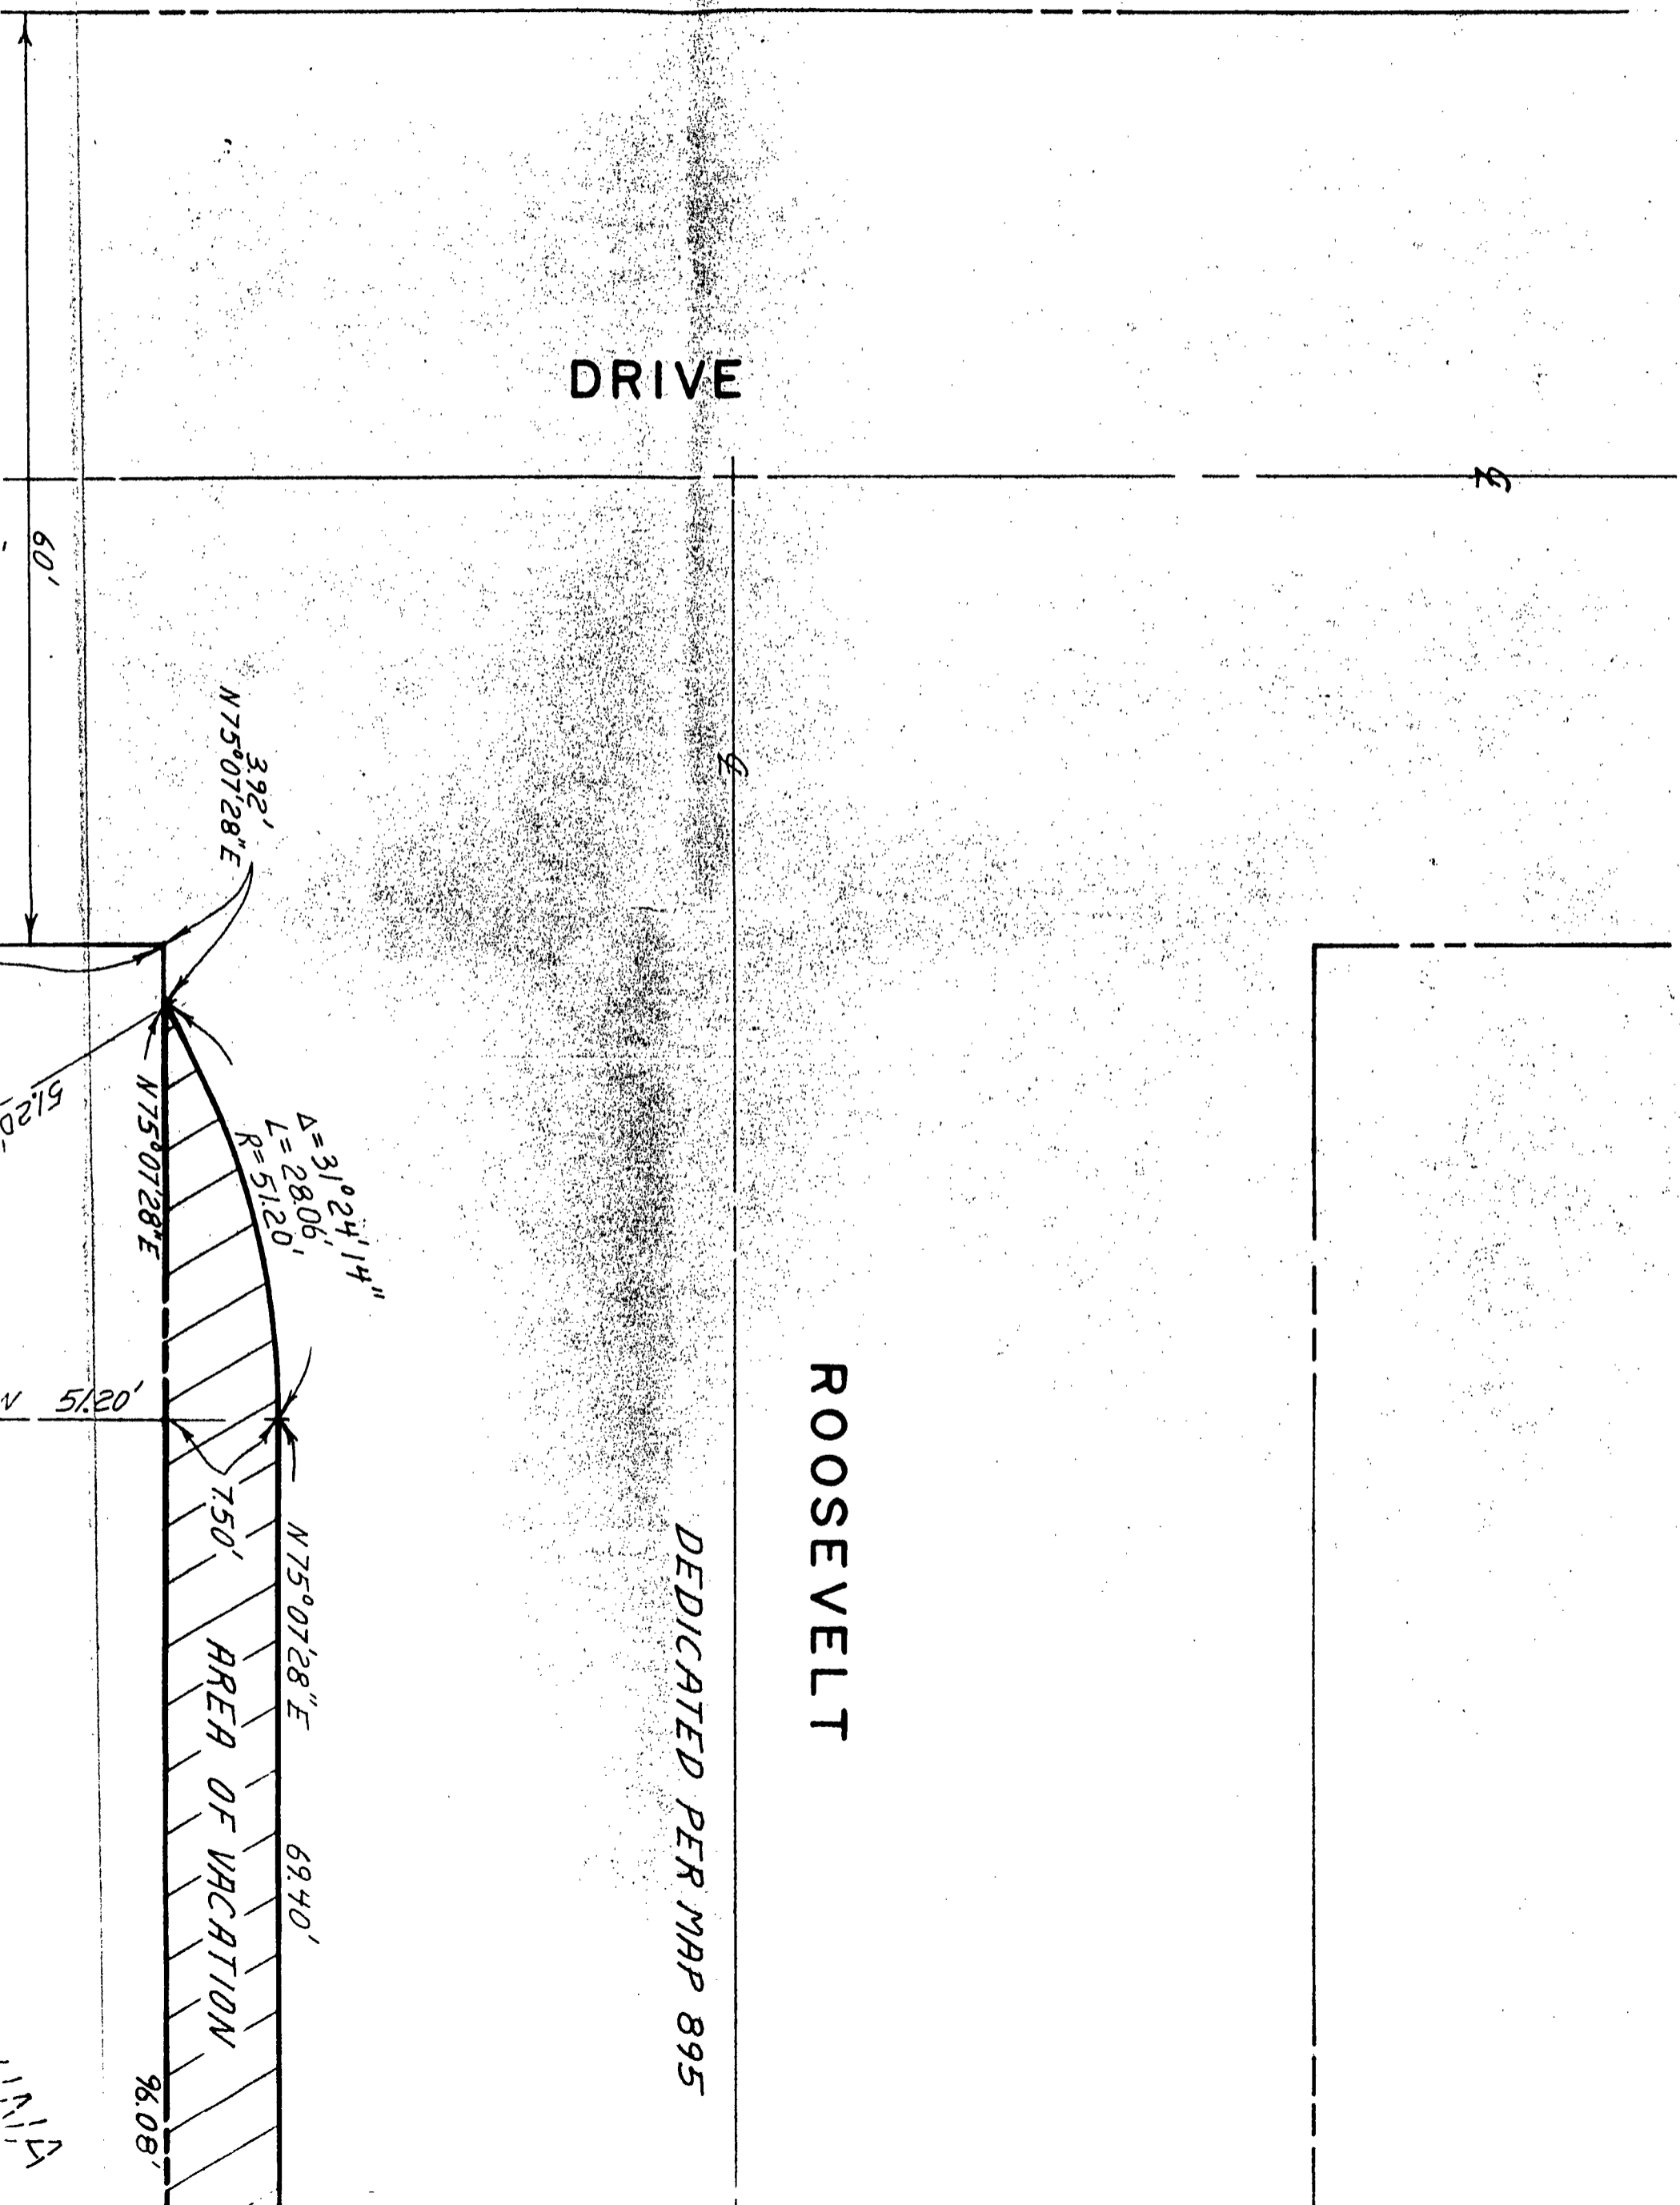 DRIVE
℄
60'
℄
3.92'
N75°07'28"E
51.20'
N75°07'28"E
Δ=31°24'14"
L=28.06'
R=51.20'
ROOSEVELT
N 51.20'
7.50'
N75°07'28"E 69.40'
DEDICATED PER MAP 895
AREA OF VACATION
96.08'